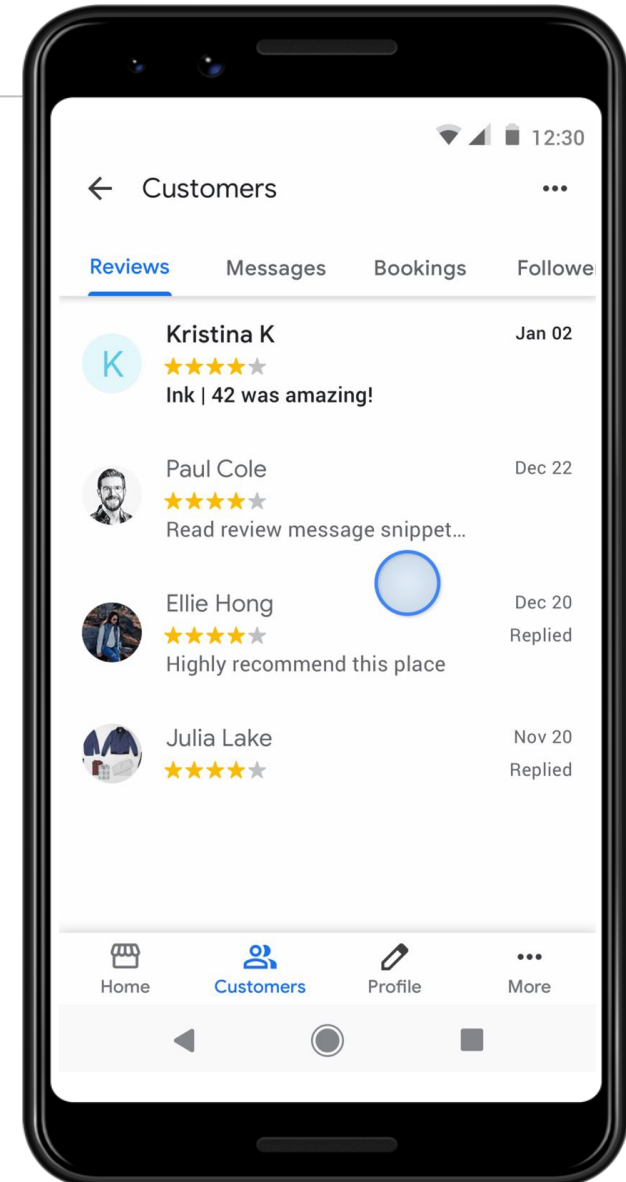 12:30
Customers
Reviews Messages Bookings Followe
Kristina K Jan 02
Ink | 42 was amazing!
Paul Cole Dec 22
Read review message snippet...
Ellie Hong Dec 20
Replied
Highly recommend this place
Julia Lake Nov 20
Replied
Home Customers Profile More
K